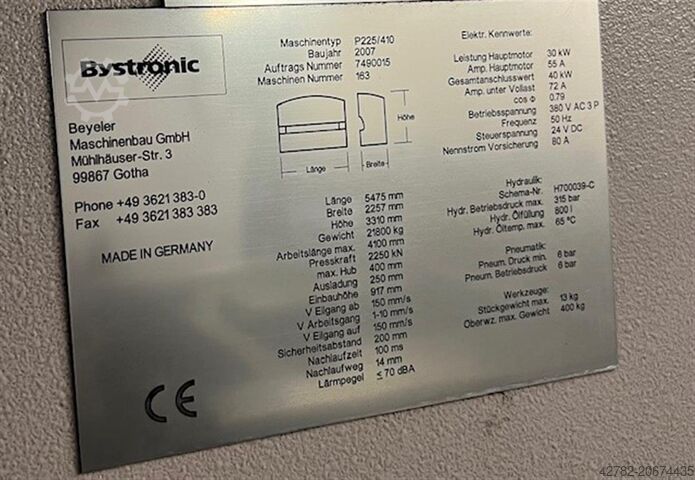 Bystronic
Beyeler
Maschinenbau GmbH
Mühlhäuser-Str. 3
99867 Gotha
Phone +49 3621 383-0
Fax +49 3621 383 383
MADE IN GERMANY
CE
Maschinentyp P225/410
Baujahr 2007
Auftrags Nummer 7490015
Maschinen Nummer 163
Höhe
Länge
Breite
Länge 5475 mm
Breite 2257 mm
Höhe 3310 mm
Gewicht 21800 kg
Arbeitslänge max. 4100 mm
Presskraft 2250 kN
max. Hub 400 mm
Ausladung 250 mm
Einbauhöhe 917 mm
V Eilgang ab 150 mm/s
V Arbeitsgang 1-10 mm/s
V Eilgang auf 150 mm/s
Sicherheitsabstand 200 mm
Nachlaufzeit 100 ms
Nachlaufweg 14 mm
Lärmpegel ≤ 70 dBA
Elektr. Kennwerte:
Leistung Hauptmotor 30 kW
Amp. Hauptmotor 55 A
Gesamtanschlusswert 40 kW
Amp. unter Vollast 72 A
cos Φ 0.79
Betriebsspannung 380 V AC 3 P
Frequenz 50 Hz
Steuerspannung 24 V DC
Nennstrom Versicherung 80 A
Hydraulik:
Schema-Nr. H700039-C
Hydr. Betriebsdruck max. 315 bar
Hydr. Ölfüllung 800 l
Hydr. Öltemp. max. 65 °C
Pneumatik:
Pneum. Druck min. 6 bar
Pneum. Betriebsdruck 6 bar
Werkzeuge:
Stückgewicht max. 13 kg
Oberwz. max. Gewicht 400 kg
42782-20674435